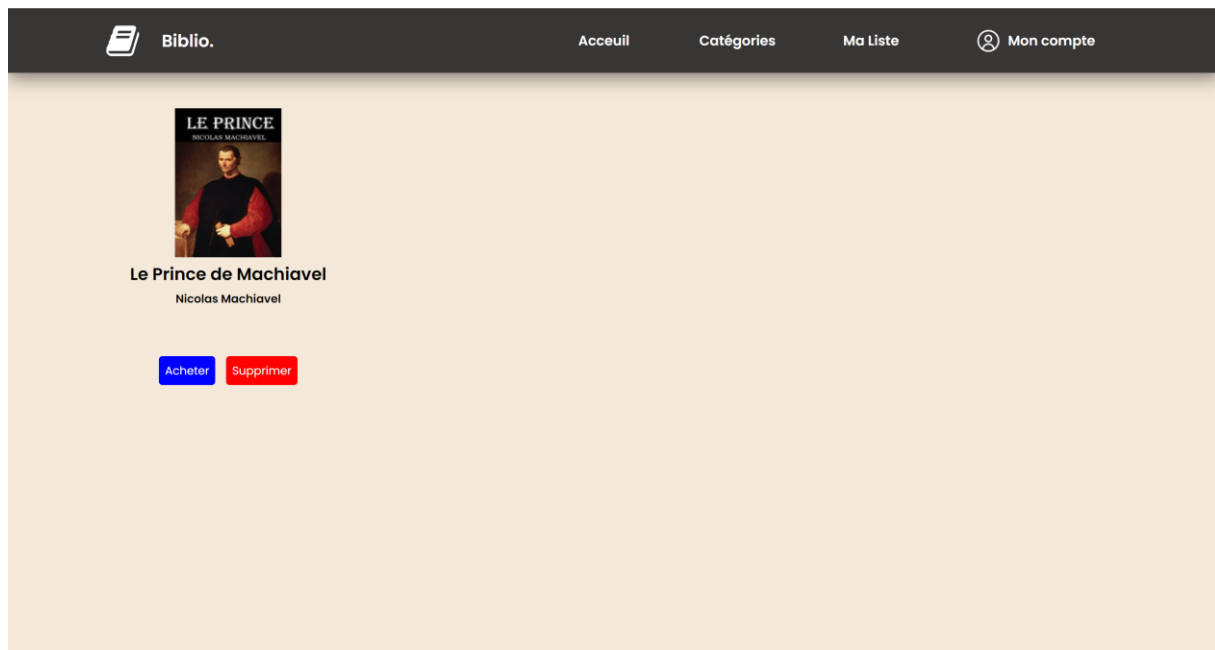 Biblio. Acceuil Catégories Ma Liste Mon compte
LE PRINCE
NICOLAS MACHIAVEL
Le Prince de Machiavel
Nicolas Machiavel
Acheter Supprimer